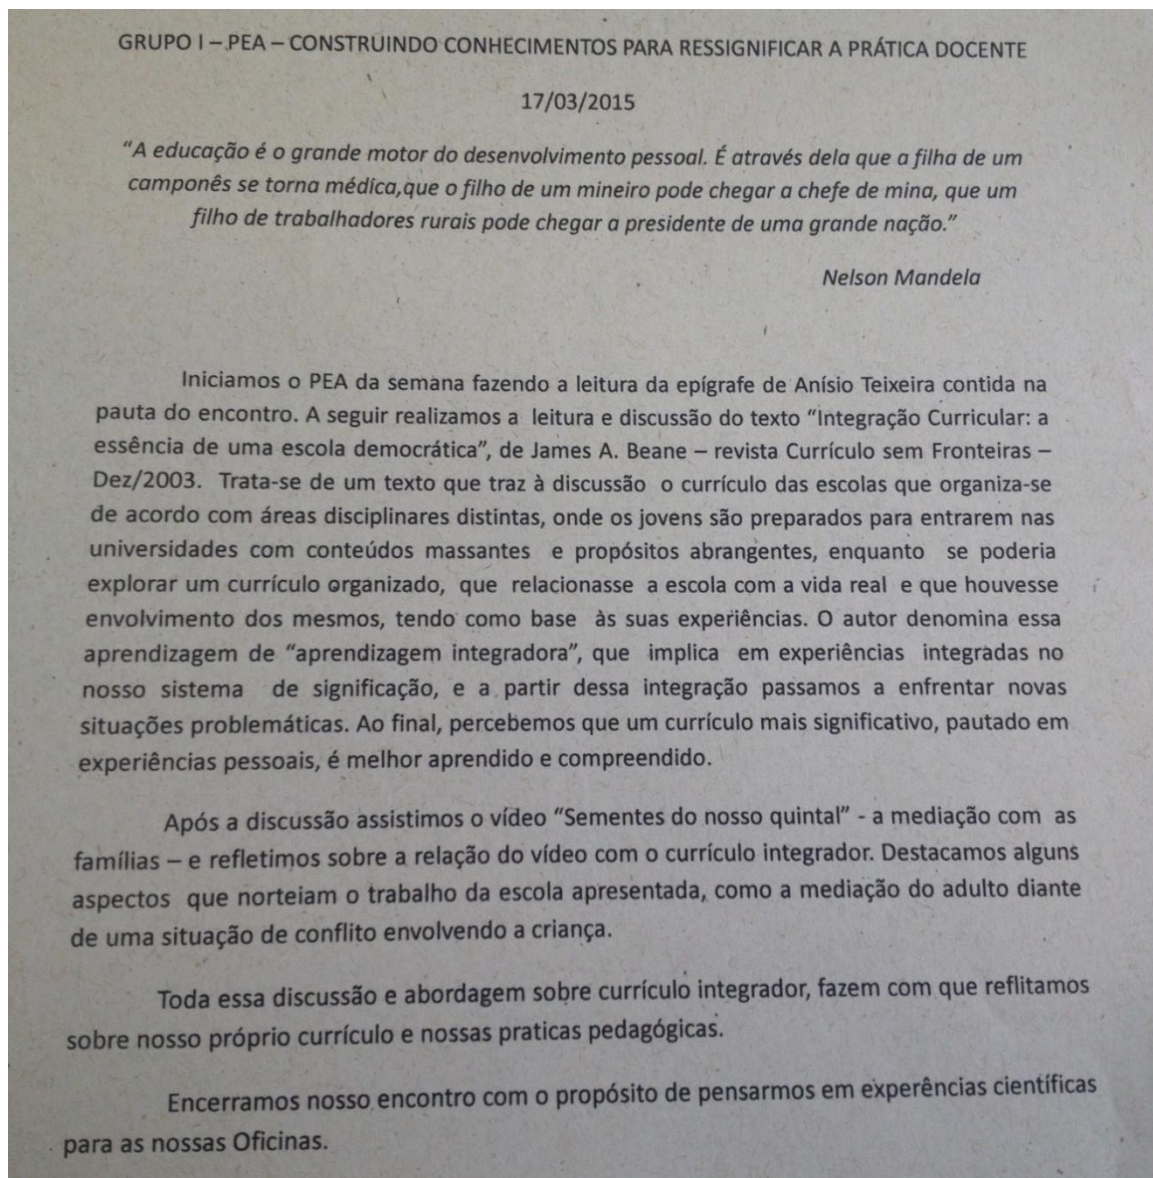 GRUPO I – PEA – CONSTRUINDO CONHECIMENTOS PARA RESSIGNIFICAR A PRÁTICA DOCENTE
17/03/2015
“A educação é o grande motor do desenvolvimento pessoal. É através dela que a filha de um
camponês se torna médica,que o filho de um mineiro pode chegar a chefe de mina, que um
filho de trabalhadores rurais pode chegar a presidente de uma grande nação.”
Nelson Mandela
Iniciamos o PEA da semana fazendo a leitura da epígrafe de Anísio Teixeira contida na
pauta do encontro. A seguir realizamos a leitura e discussão do texto “Integração Curricular: a
essência de uma escola democrática”, de James A. Beane – revista Currículo sem Fronteiras –
Dez/2003. Trata-se de um texto que traz à discussão o currículo das escolas que organiza-se
de acordo com áreas disciplinares distintas, onde os jovens são preparados para entrarem nas
universidades com conteúdos massantes e propósitos abrangentes, enquanto se poderia
explorar um currículo organizado, que relacionasse a escola com a vida real e que houvesse
envolvimento dos mesmos, tendo como base às suas experiências. O autor denomina essa
aprendizagem de “aprendizagem integradora”, que implica em experiências integradas no
nosso sistema de significação, e a partir dessa integração passamos a enfrentar novas
situações problemáticas. Ao final, percebemos que um currículo mais significativo, pautado em
experiências pessoais, é melhor aprendido e compreendido.
Após a discussão assistimos o vídeo “Sementes do nosso quintal” - a mediação com as
famílias – e refletimos sobre a relação do vídeo com o currículo integrador. Destacamos alguns
aspectos que norteiam o trabalho da escola apresentada, como a mediação do adulto diante
de uma situação de conflito envolvendo a criança.
Toda essa discussão e abordagem sobre currículo integrador, fazem com que reflitamos
sobre nosso próprio currículo e nossas praticas pedagógicas.
Encerramos nosso encontro com o propósito de pensarmos em experências científicas
para as nossas Oficinas.